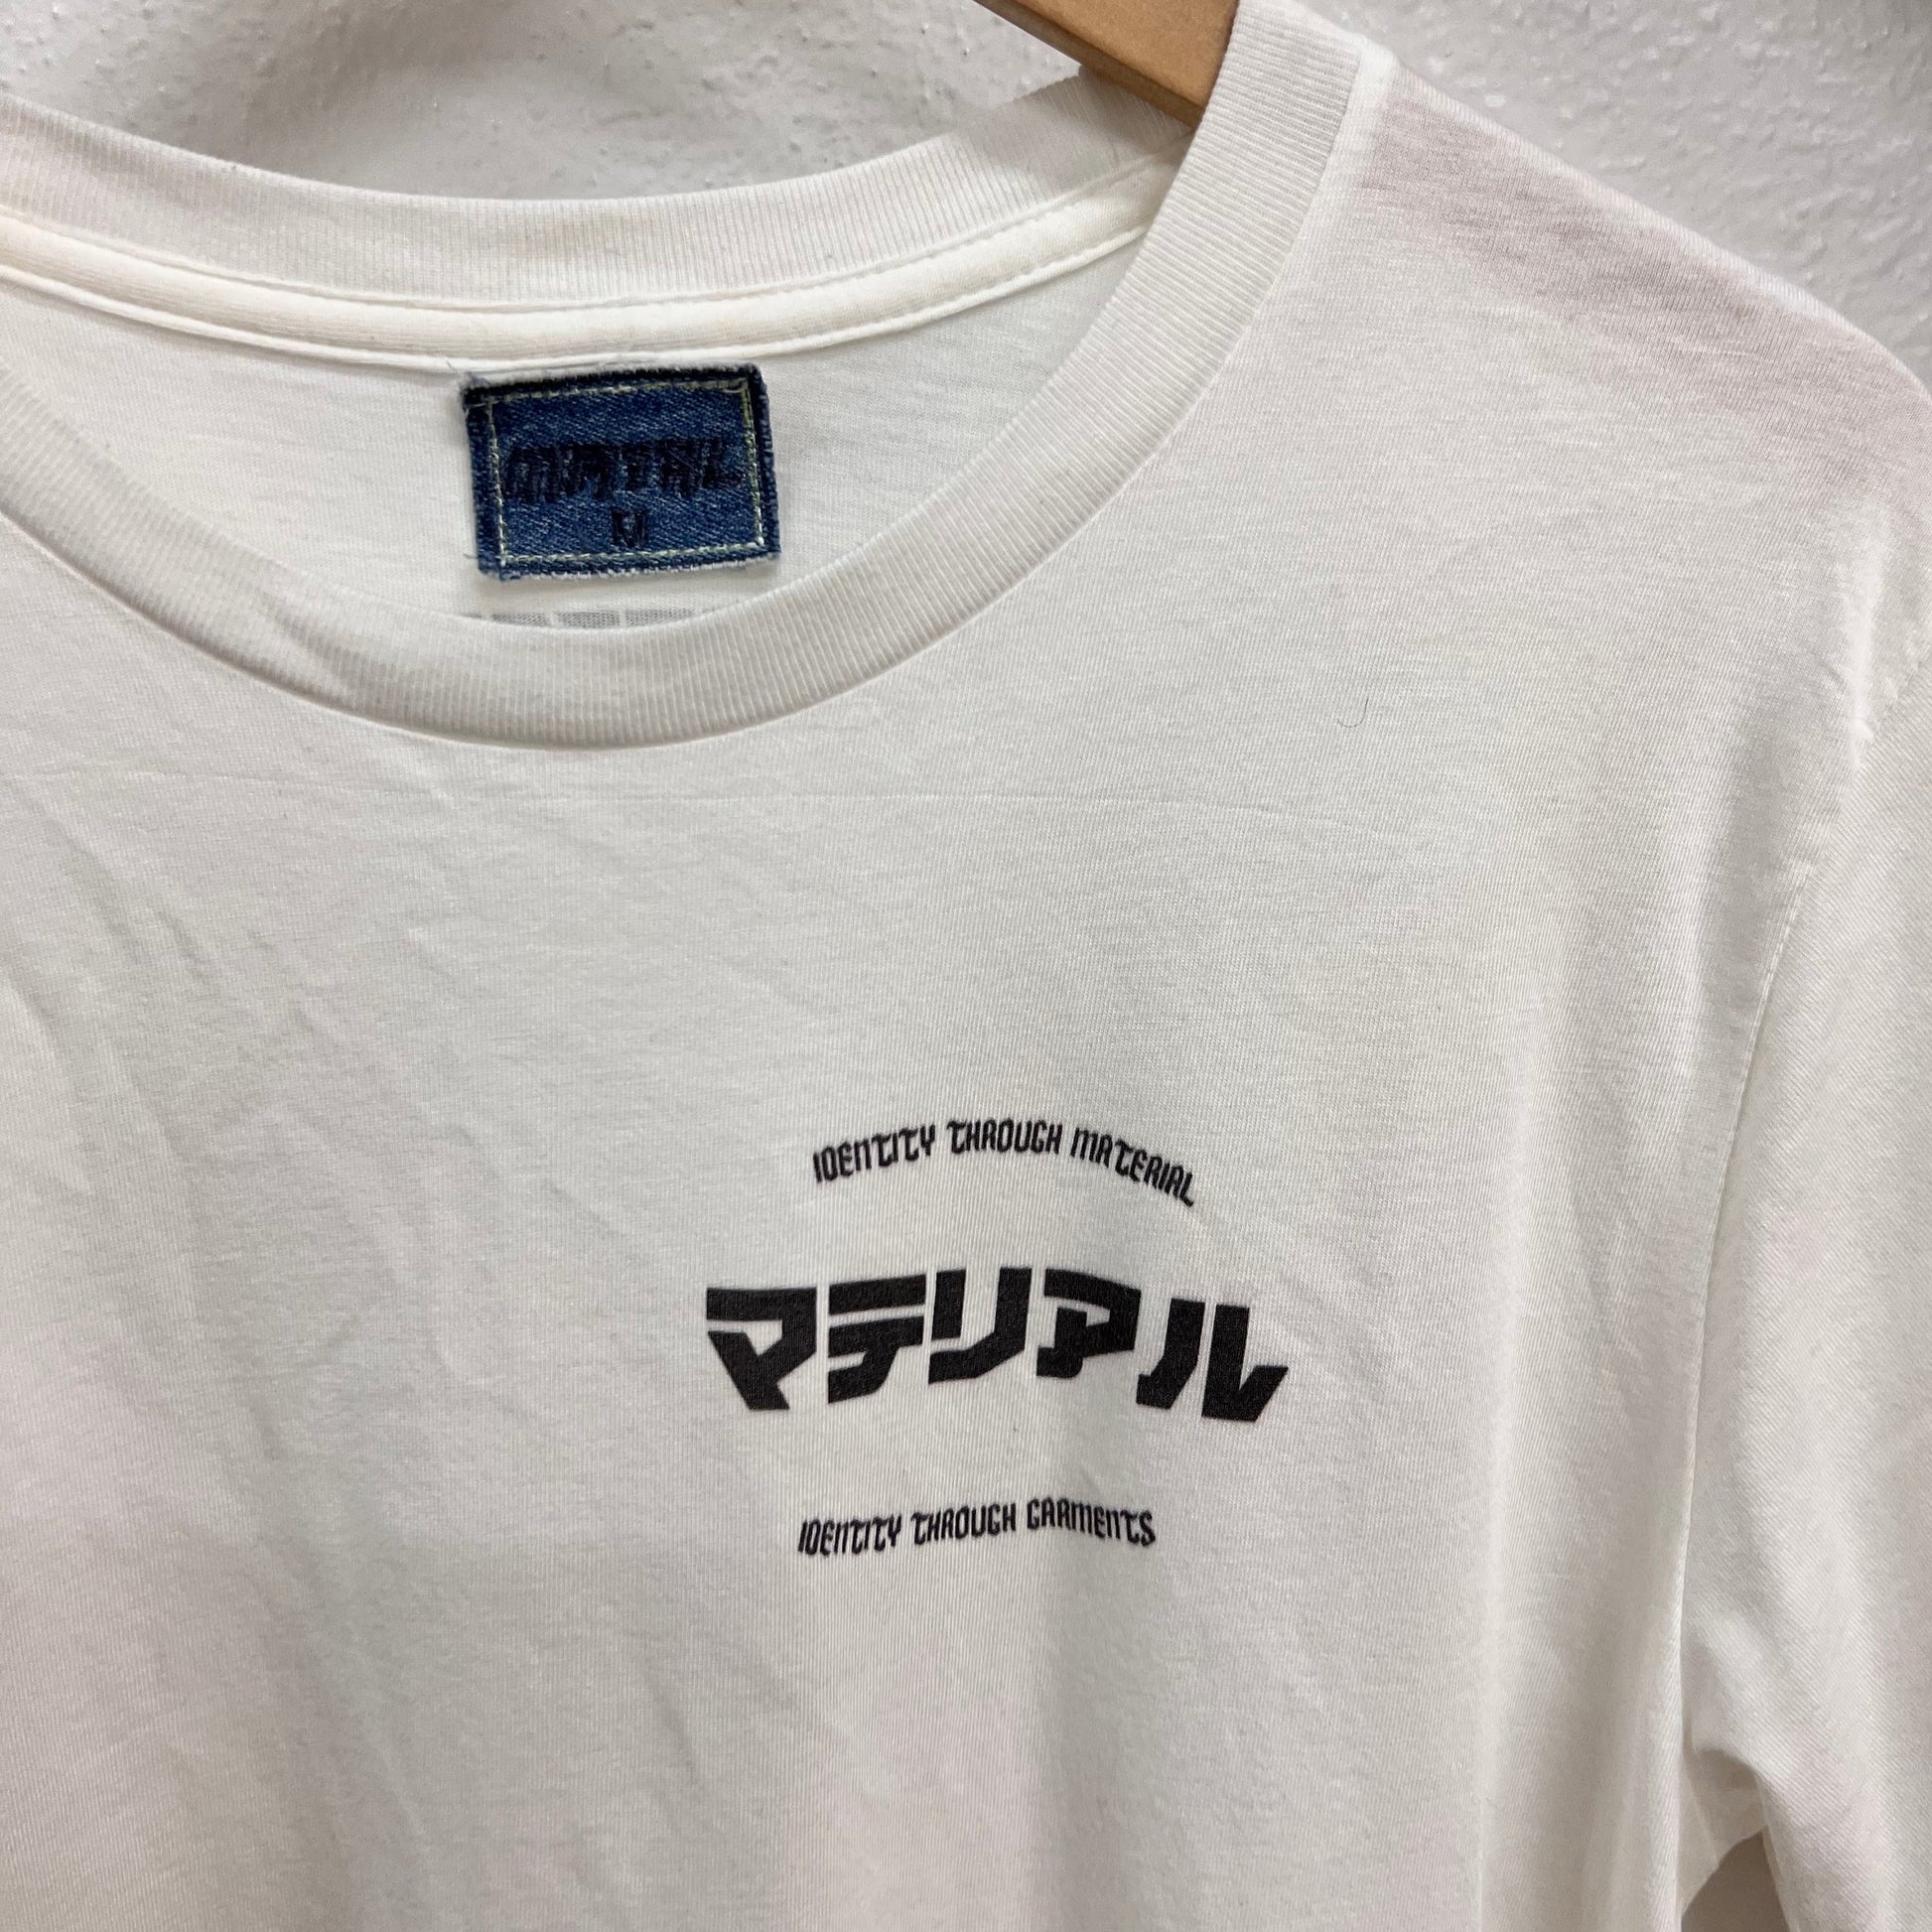 M
IDENTITY THROUGH MATERIAL
マテリアル
IDENTITY THROUGH GARMENTS